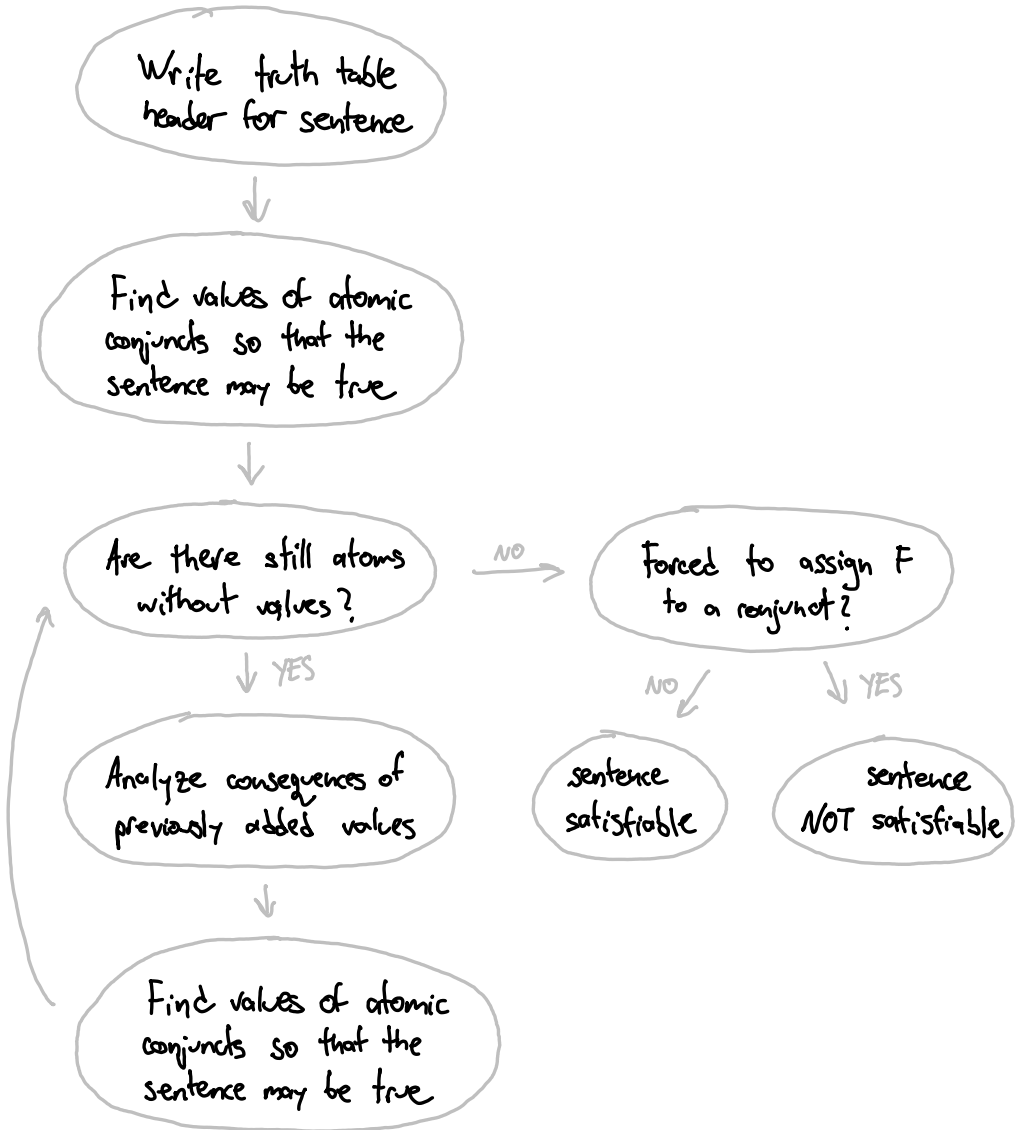 Write truth table
header for sentence
Find values of atomic
conjuncts so that the
sentence may be true
Are there still atoms
without values?
NO
Forced to assign F
to a conjunct?
YES
NO
YES
Analyze consequences of
previously added values
sentence
satisfiable
sentence
NOT satisfiable
Find values of atomic
conjuncts so that the
sentence may be true